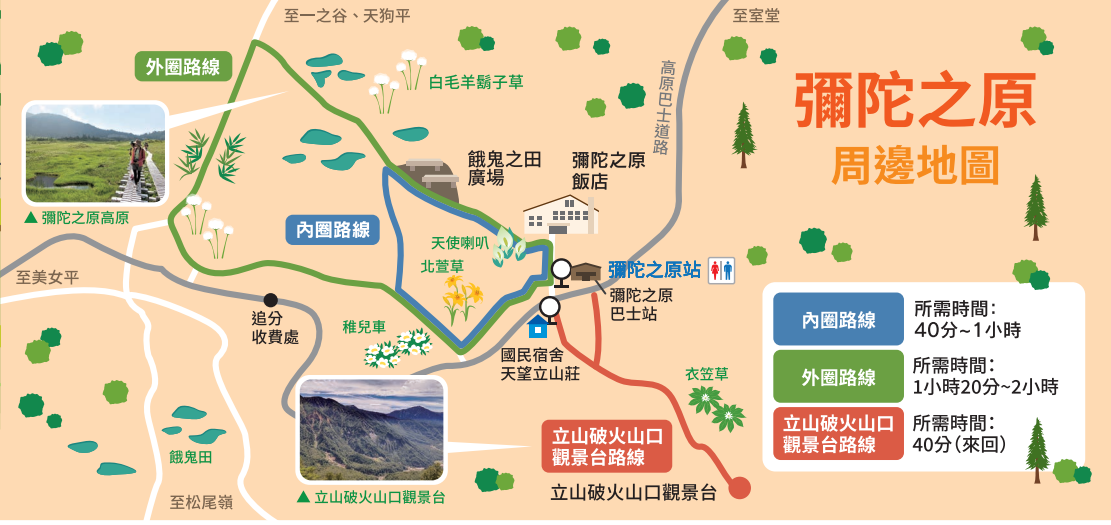 至一之谷、天狗平
至室堂
外圈路線
白毛羊鬍子草
高原巴士道路
彌陀之原
周邊地圖
餓鬼之田
廣場
彌陀之原
飯店
▲ 彌陀之原高原
內圈路線
天使喇叭
北萱草
至美女平
彌陀之原站
彌陀之原
巴士站
追分
收費處
稚兒車
國民宿舍
天望立山莊
衣笠草
內圈路線
所需時間：
40分~1小時
外圈路線
所需時間：
1小時20分~2小時
立山破火山口
觀景台路線
所需時間：
40分（來回）
立山破火山口
觀景台路線
餓鬼田
▲ 立山破火山口觀景台
立山破火山口觀景台
至松尾嶺